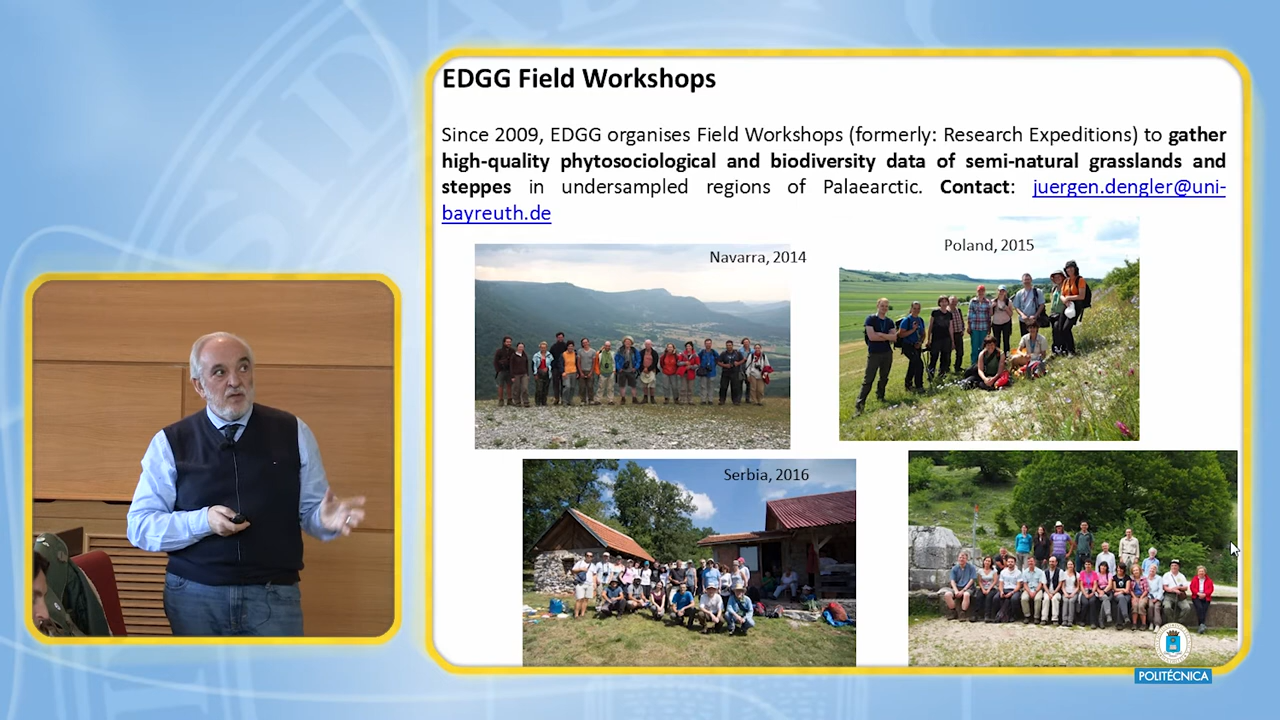 EDGG Field Workshops
Since 2009, EDGG organises Field Workshops (formerly: Research Expeditions) to gather
high-quality phytosociological and biodiversity data of semi-natural grasslands and
steppes in undersampled regions of Palaearctic. Contact: juergen.dengler@uni-
bayreuth.de
Navarra, 2014
Poland, 2015
Serbia, 2016
POLITÉCNICA